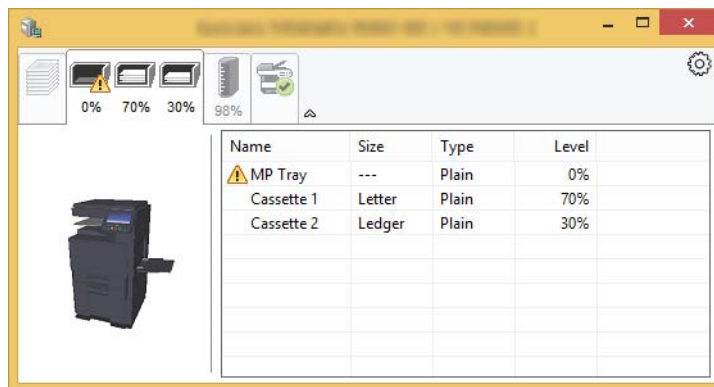 0% 70% 30% 98%
Name Size Type Level
MP Tray --- Plain 0%
Cassette 1 Letter Plain 70%
Cassette 2 Ledger Plain 30%